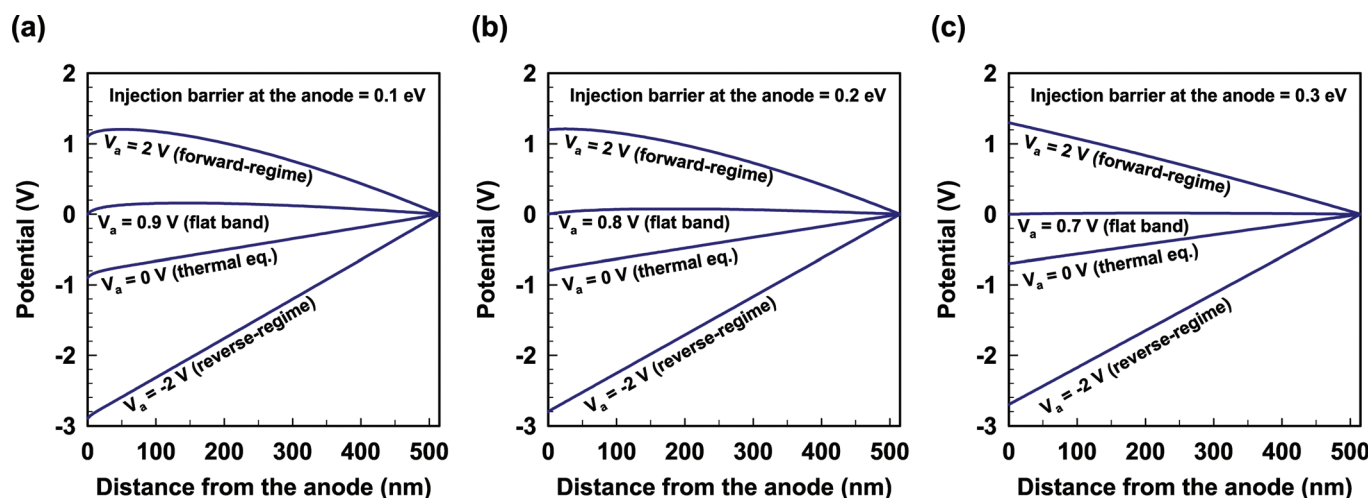 (a)
Potential (V)
2
1
0
-1
-2
-3
Injection barrier at the anode = 0.1 eV
V_a = 2 V (forward-regime)
V_a = 0.9 V (flat band)
V_a = 0 V (thermal eq.)
V_a = -2 V (reverse-regime)
0 100 200 300 400 500
Distance from the anode (nm)
(b)
Potential (V)
2
1
0
-1
-2
-3
Injection barrier at the anode = 0.2 eV
V_a = 2 V (forward-regime)
V_a = 0.8 V (flat band)
V_a = 0 V (thermal eq.)
V_a = -2 V (reverse-regime)
0 100 200 300 400 500
Distance from the anode (nm)
(c)
Potential (V)
2
1
0
-1
-2
-3
Injection barrier at the anode = 0.3 eV
V_a = 2 V (forward-regime)
V_a = 0.7 V (flat band)
V_a = 0 V (thermal eq.)
V_a = -2 V (reverse-regime)
0 100 200 300 400 500
Distance from the anode (nm)